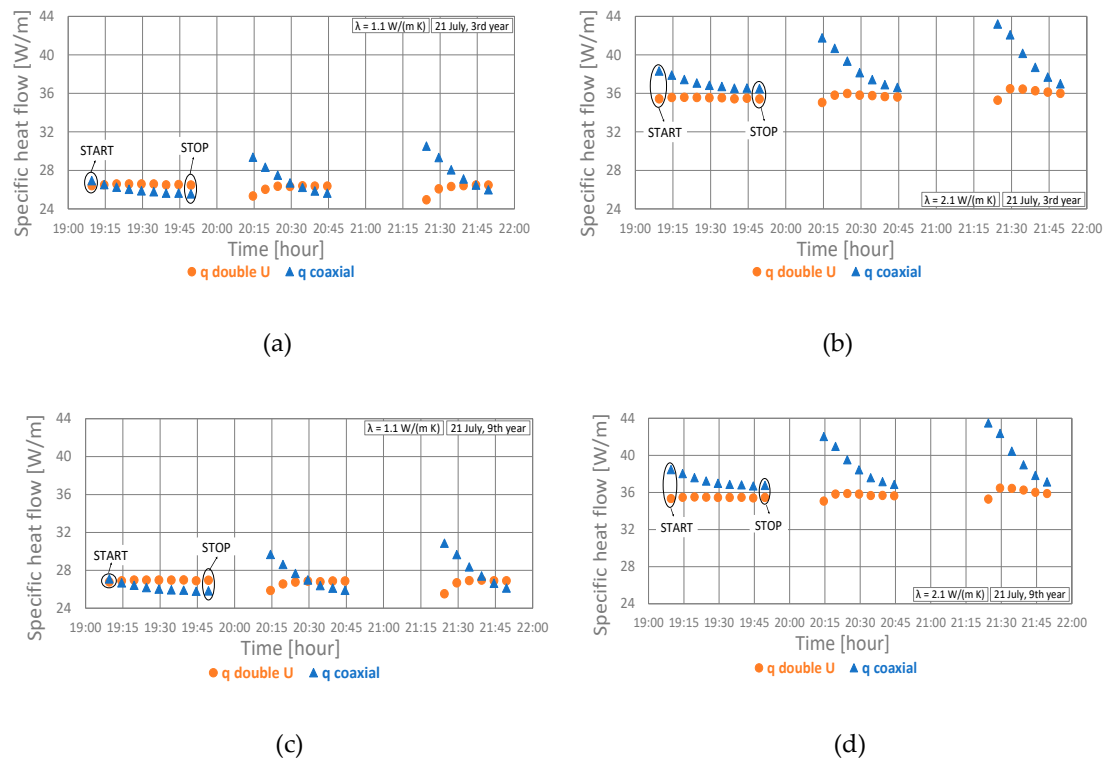 Specific heat flow [W/m]
44
40
36
32
28
24
λ = 1.1 W/(m K) 21 July, 3rd year
START
STOP
19:00 19:15 19:30 19:45 20:00 20:15 20:30 20:45 21:00 21:15 21:30 21:45 22:00
Time [hour]
q double U q coaxial
(a)
Specific heat flow [W/m]
44
40
36
32
28
24
START
STOP
λ = 2.1 W/(m K) 21 July, 3rd year
19:00 19:15 19:30 19:45 20:00 20:15 20:30 20:45 21:00 21:15 21:30 21:45 22:00
Time [hour]
q double U q coaxial
(b)
Specific heat flow [W/m]
44
40
36
32
28
24
λ = 1.1 W/(m K) 21 July, 9th year
START
STOP
19:00 19:15 19:30 19:45 20:00 20:15 20:30 20:45 21:00 21:15 21:30 21:45 22:00
Time [hour]
q double U q coaxial
(c)
Specific heat flow [W/m]
44
40
36
32
28
24
START
STOP
λ = 2.1 W/(m K) 21 July, 9th year
19:00 19:15 19:30 19:45 20:00 20:15 20:30 20:45 21:00 21:15 21:30 21:45 22:00
Time [hour]
q double U q coaxial
(d)